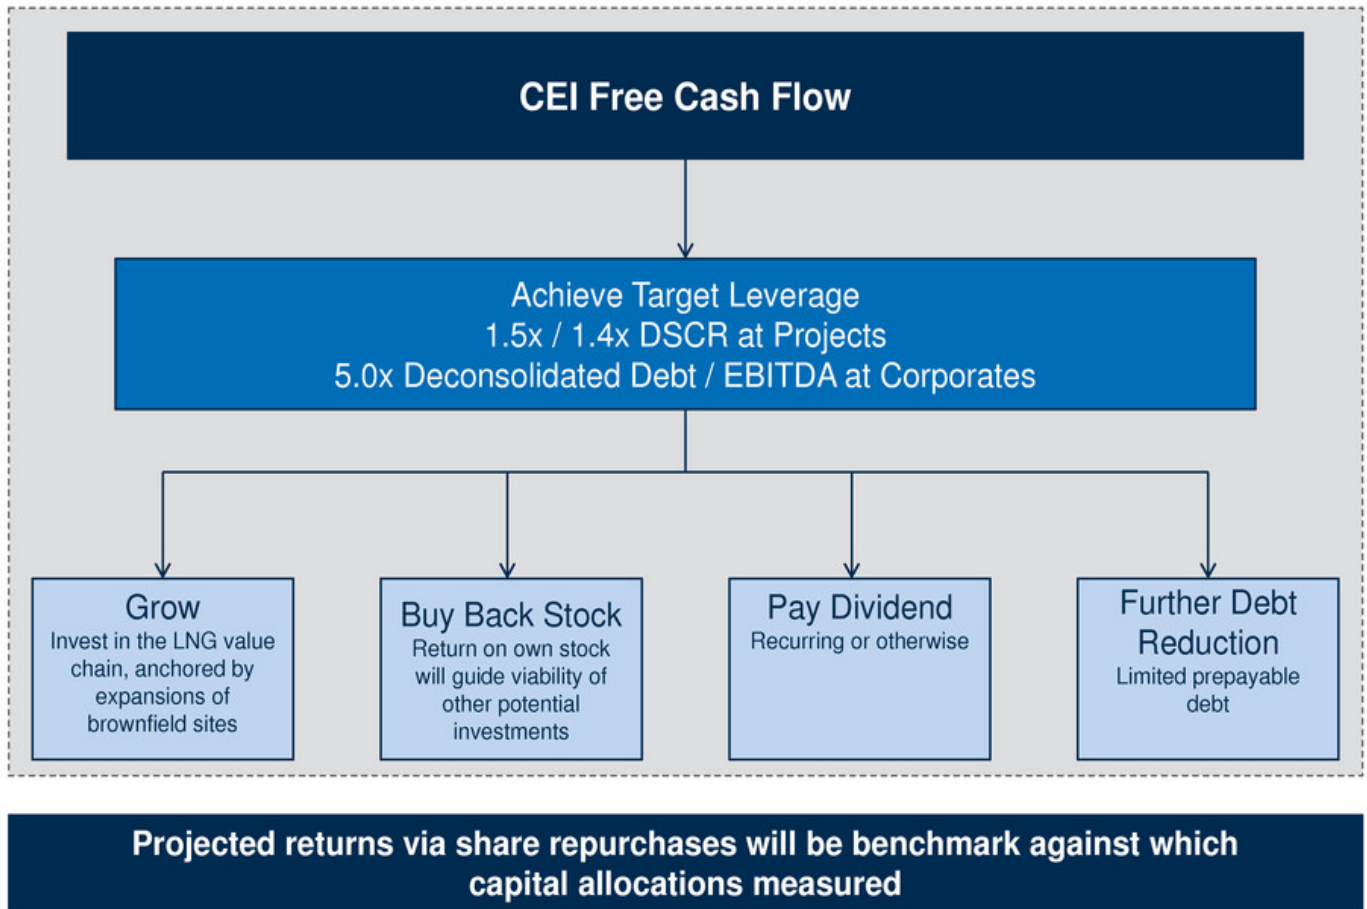 CEI Free Cash Flow
Achieve Target Leverage
1.5x / 1.4x DSCR at Projects
5.0x Deconsolidated Debt / EBITDA at Corporates
Grow
Invest in the LNG value
chain, anchored by
expansions of
brownfield sites
Buy Back Stock
Return on own stock
will guide viability of
other potential
investments
Pay Dividend
Recurring or otherwise
Further Debt
Reduction
Limited prepayable
debt
Projected returns via share repurchases will be benchmark against which
capital allocations measured